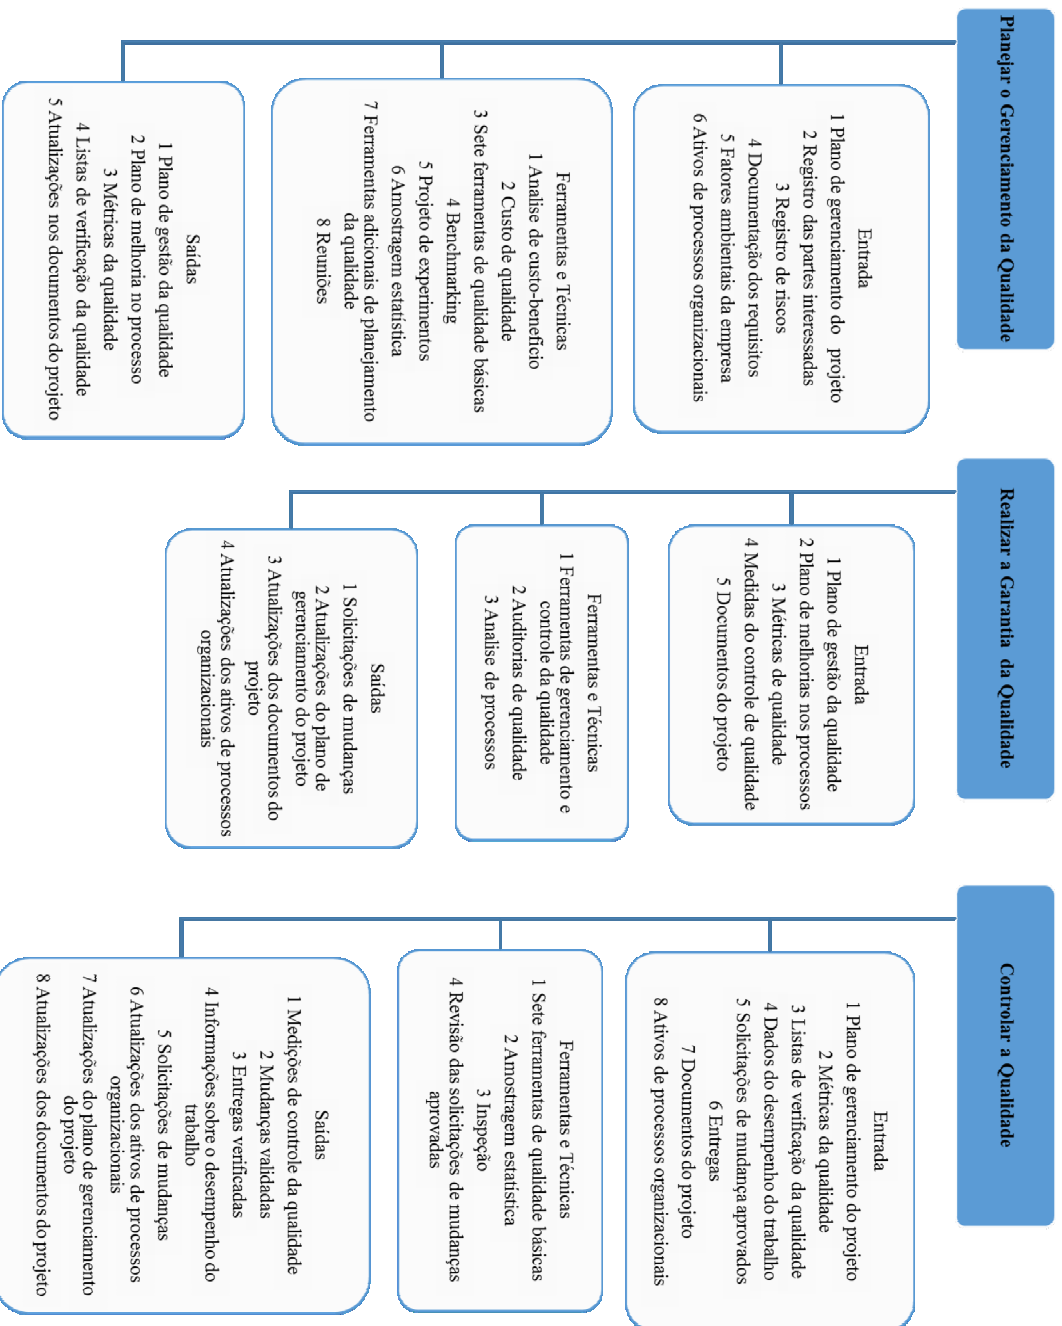 Planejar o Gerenciamento da Qualidade
Entrada
1 Plano de gerenciamento do projeto
2 Registro das partes interessadas
3 Registro de riscos
4 Documentação dos requisitos
5 Fatores ambientais da empresa
6 Ativos de processos organizacionais
Ferramentas e Técnicas
1 Analise de custo-benefício
2 Custo de qualidade
3 Sete ferramentas de qualidade básicas
4 Benchmarking
5 Projeto de experimentos
6 Amostragem estatística
7 Ferramentas adicionais de planejamento
da qualidade
8 Reuniões
Saídas
1 Plano de gestão da qualidade
2 Plano de melhoria no processo
3 Métricas da qualidade
4 Listas de verificação da qualidade
5 Atualizações nos documentos do projeto
Realizar a Garantia da Qualidade
Entrada
1 Plano de gestão da qualidade
2 Plano de melhorias nos processos
3 Métricas de qualidade
4 Medidas do controle de qualidade
5 Documentos do projeto
Ferramentas e Técnicas
1 Ferramentas de gerenciamento e
controle da qualidade
2 Auditorias de qualidade
3 Analise de processos
Saídas
1 Solicitações de mudanças
2 Atualizações do plano de
gerenciamento do projeto
3 Atualizações dos documentos do
projeto
4 Atualizações dos ativos de processos
organizacionais
Controlar a Qualidade
Entrada
1 Plano de gerenciamento do projeto
2 Métricas da qualidade
3 Listas de verificação da qualidade
4 Dados do desempenho do trabalho
5 Solicitações de mudança aprovados
6 Entregas
7 Documentos do projeto
8 Ativos de processos organizacionais
Ferramentas e Técnicas
1 Sete ferramentas de qualidade básicas
2 Amostragem estatística
3 Inspeção
4 Revisão das solicitações de mudanças
aprovadas
Saídas
1 Medições de controle da qualidade
2 Mudanças validadas
3 Entregas verificadas
4 Informações sobre o desempenho do
trabalho
5 Solicitações de mudanças
6 Atualizações dos ativos de processos
organizacionais
7 Atualizações do plano de gerenciamento
do projeto
8 Atualizações dos documentos do projeto